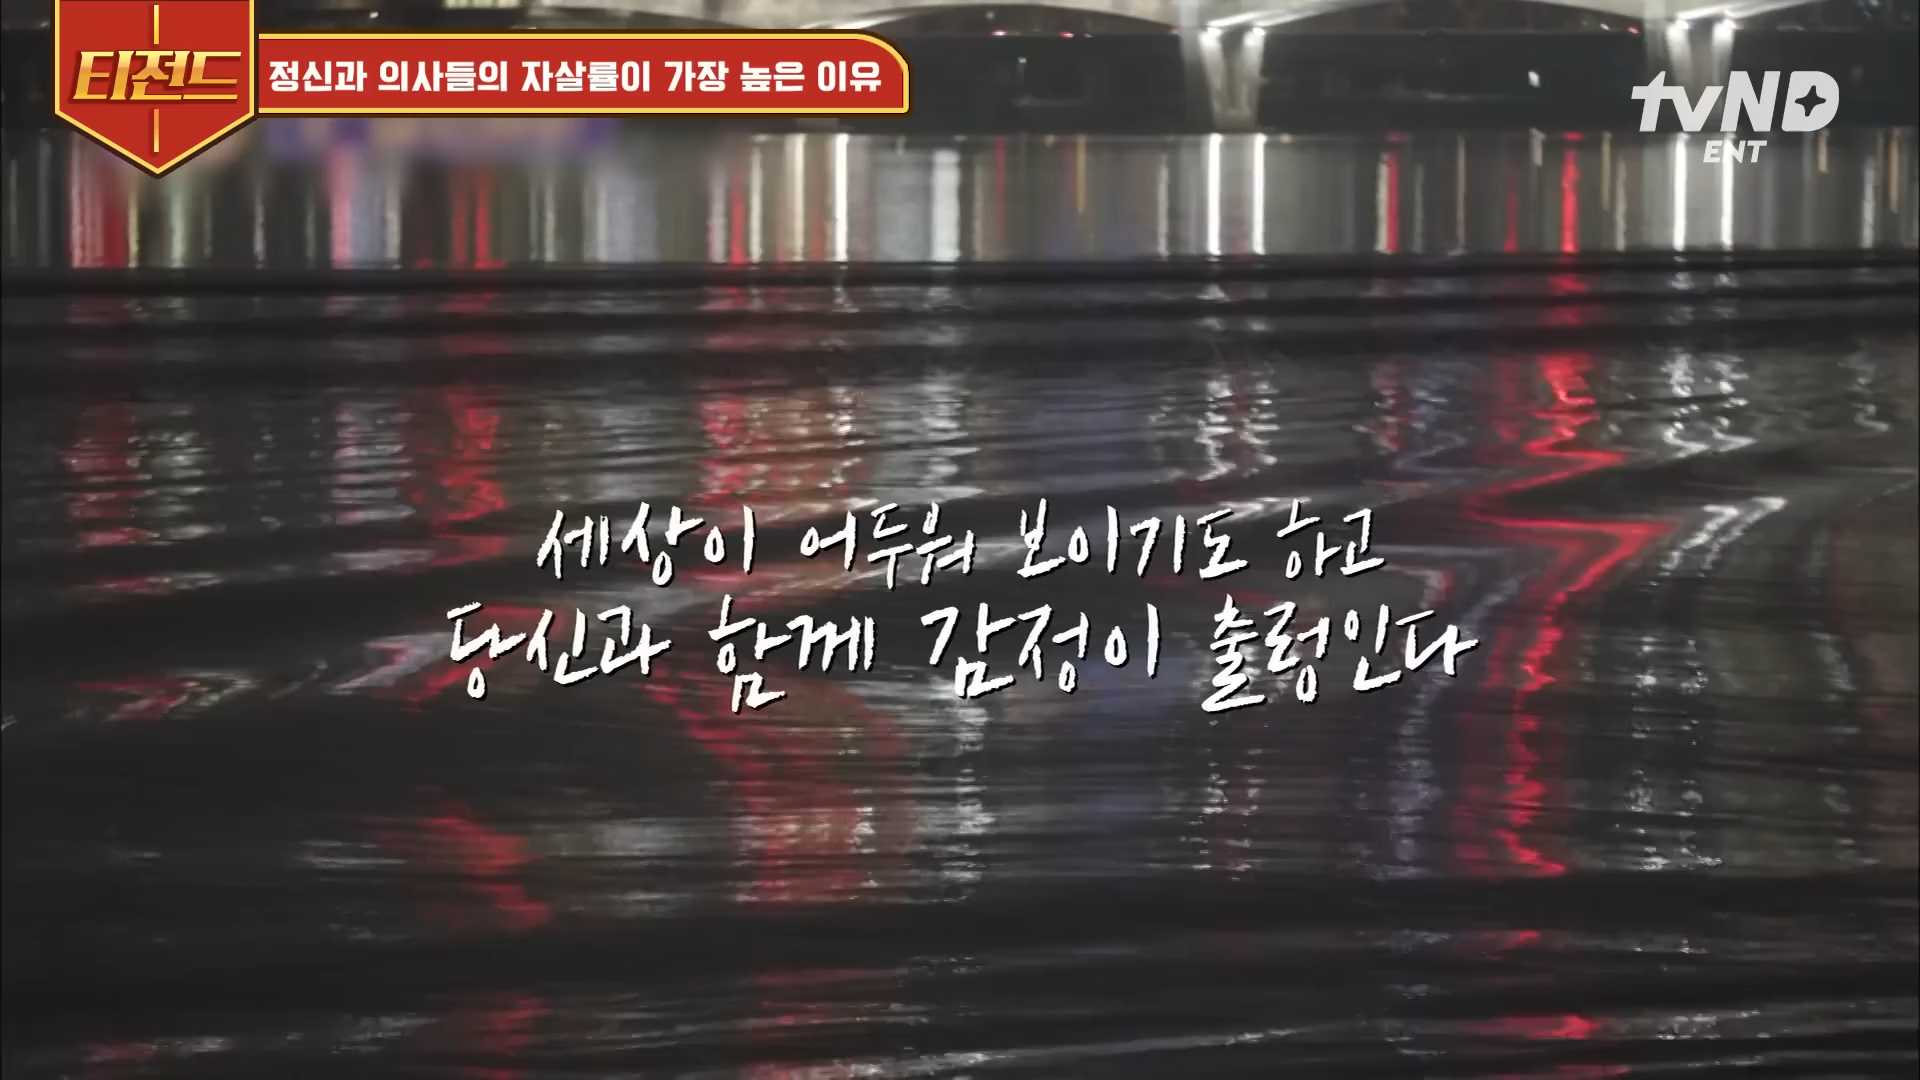 티전드
정신과 의사들의 자살률이 가장 높은 이유
tvND
ENT
세상이 어두워 보이기도 하고
당신과 함께 감정이 출렁인다